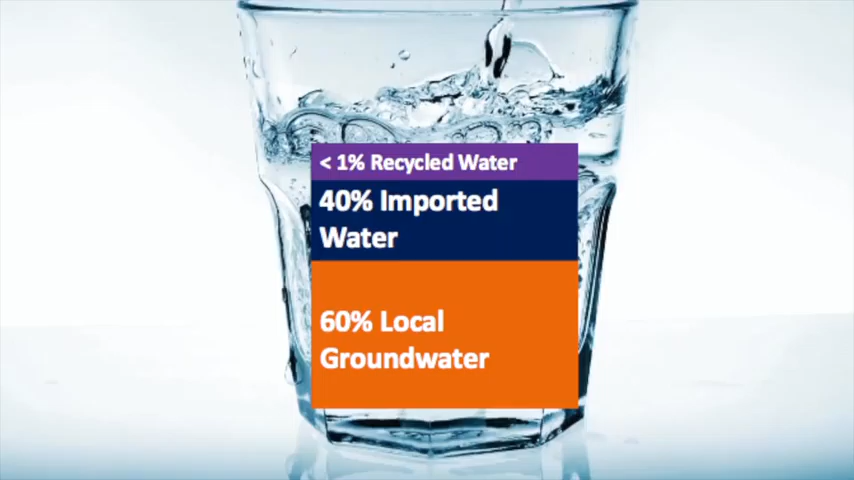 < 1% Recycled Water
40% Imported
Water
60% Local
Groundwater